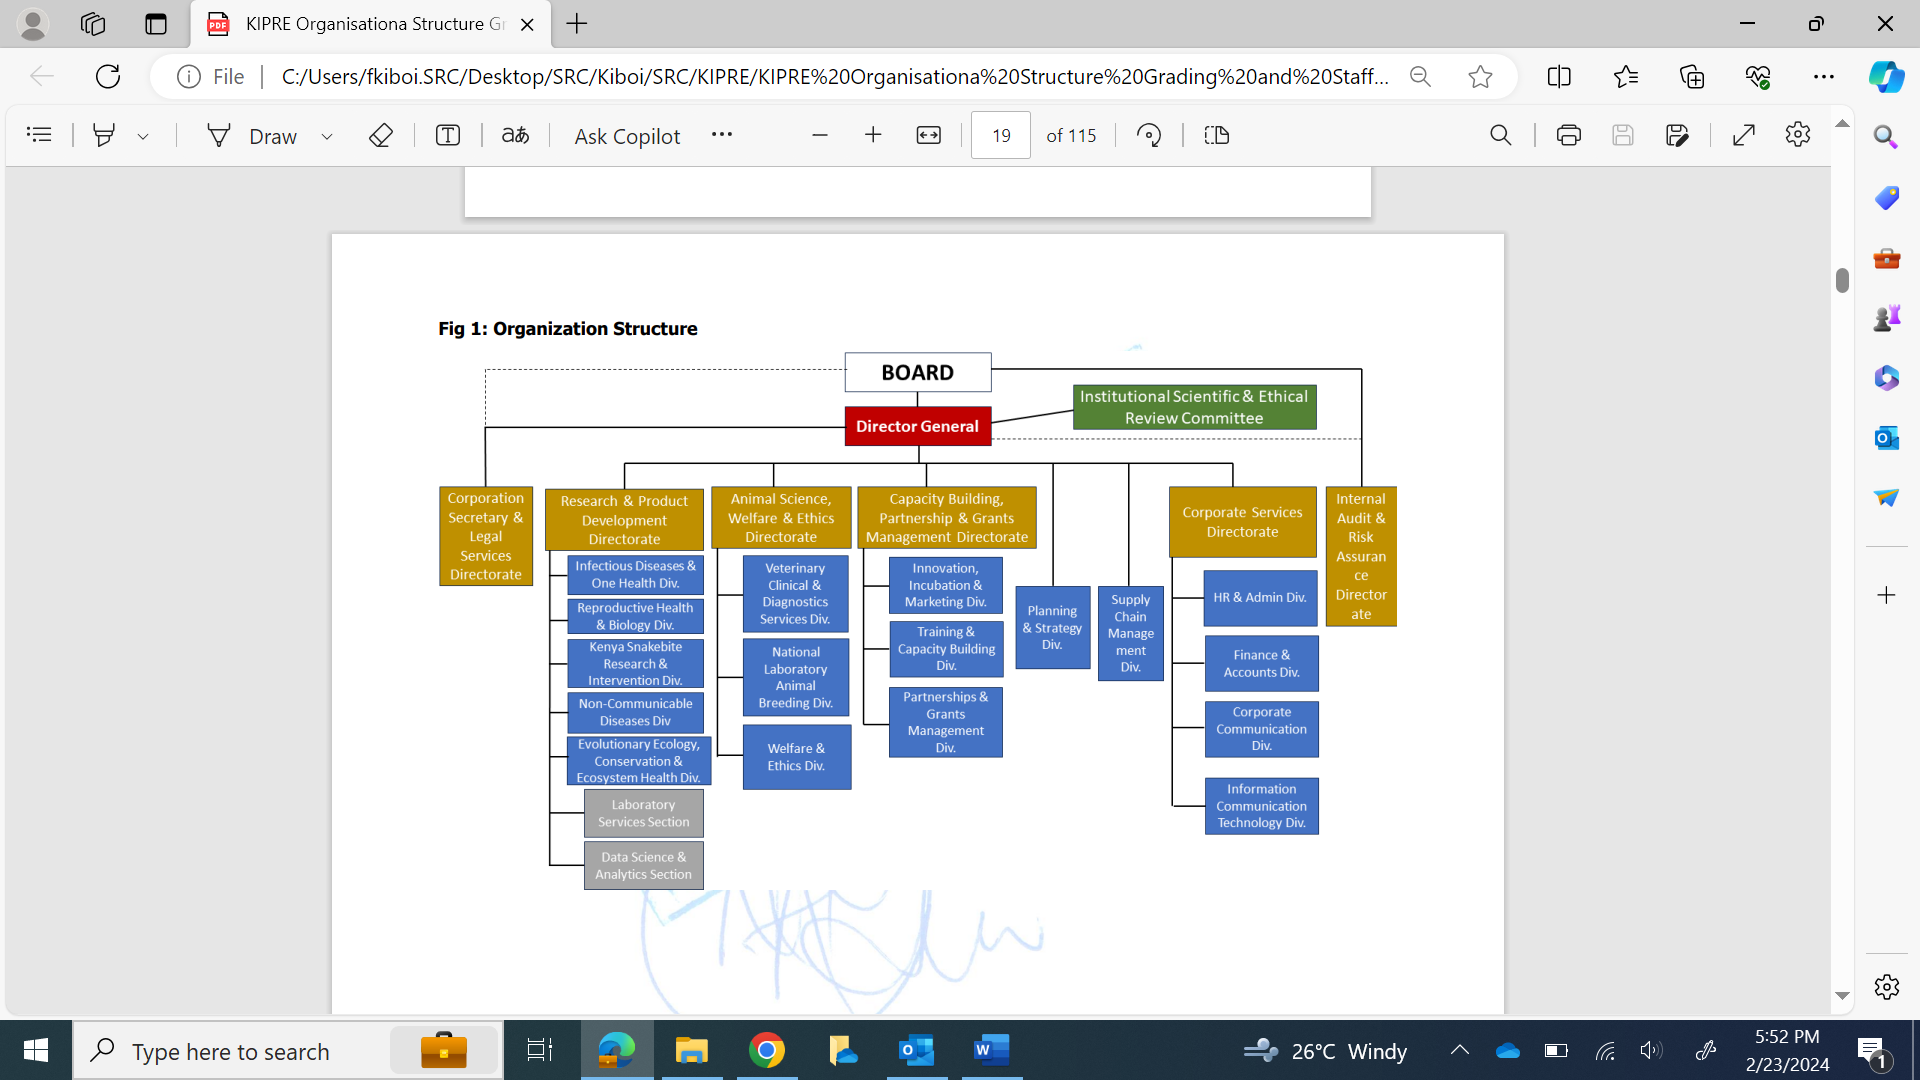 KIPRE Organisationa Structure Gr
File
C:/Users/fkiboi.SRC/Desktop/SRC/Kiboi/SRC/KIPRE/KIPRE%20Organisationa%20Structure%20Grading%20and%20Staff...
Draw
aあ
Ask Copilot
19
of 115
Fig 1: Organization Structure
BOARD
Director General
Institutional Scientific & Ethical
Review Committee
Corporation
Secretary &
Legal
Services
Directorate
Research & Product
Development
Directorate
Infectious Diseases &
One Health Div.
Reproductive Health
& Biology Div.
Kenya Snakebite
Research &
Intervention Div.
Non-Communicable
Diseases Div
Evolutionary Ecology,
Conservation &
Ecosystem Health Div.
Laboratory
Services Section
Data Science &
Analytics Section
Animal Science,
Welfare & Ethics
Directorate
Veterinary
Clinical &
Diagnostics
Services Div.
National
Laboratory
Animal
Breeding Div.
Welfare &
Ethics Div.
Capacity Building,
Partnership & Grants
Management Directorate
Innovation,
Incubation &
Marketing Div.
Training &
Capacity Building
Div.
Partnerships &
Grants
Management
Div.
Planning
& Strategy
Div.
Supply
Chain
Manage
ment
Div.
Corporate Services
Directorate
HR & Admin Div.
Finance &
Accounts Div.
Corporate
Communication
Div.
Information
Communication
Technology Div.
Internal
Audit &
Risk
Assuran
ce
Director
ate
Type here to search
26°C Windy
5:52 PM
2/23/2024
1